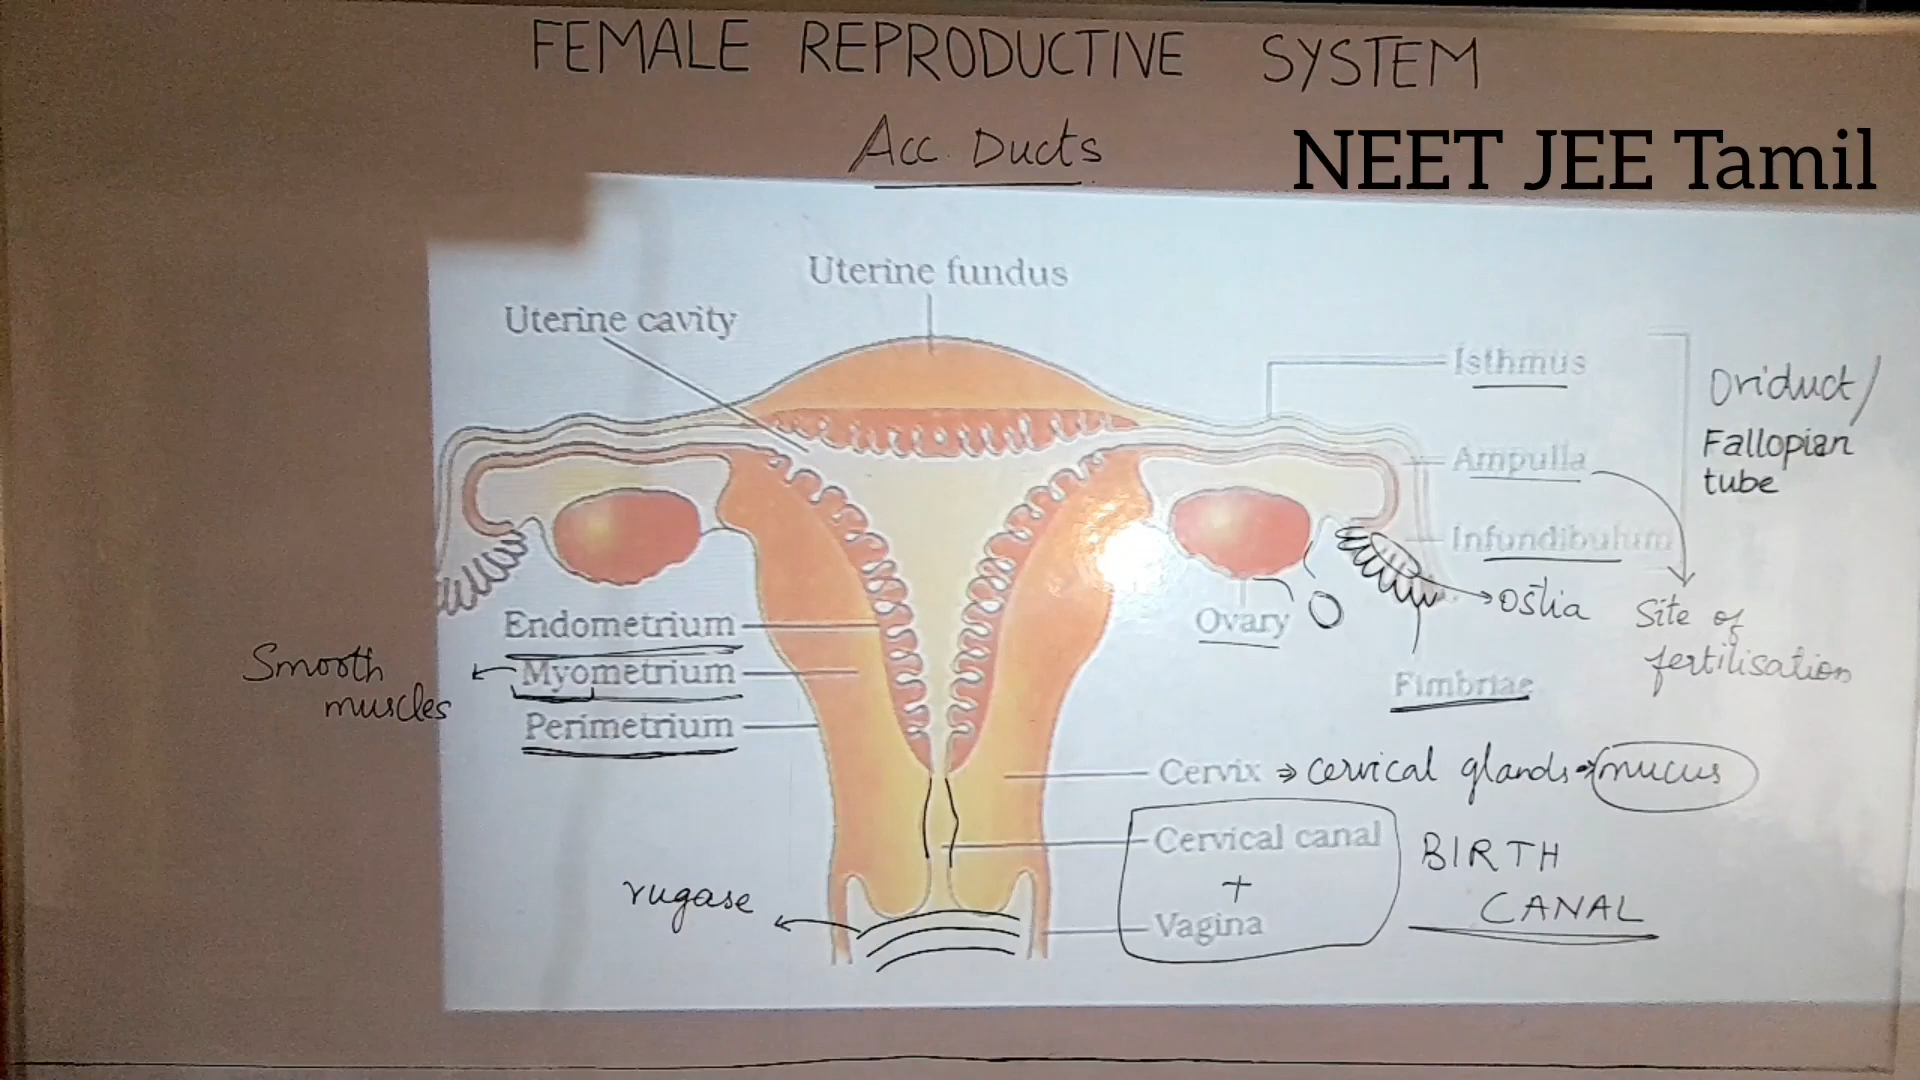 FEMALE REPRODUCTIVE SYSTEM
Acc. Ducts
NEET JEE Tamil
Uterine fundus
Uterine cavity
Isthmus
Oviduct/
Fallopian
tube
Ampulla
Infundibulum
Ostia
Site of
fertilisation
Ovary
Fimbriae
Endometrium
Myometrium
Smooth
muscles
Perimetrium
Cervix → cervical glands → mucus
Cervical canal
+
Vagina
BIRTH
CANAL
rugase